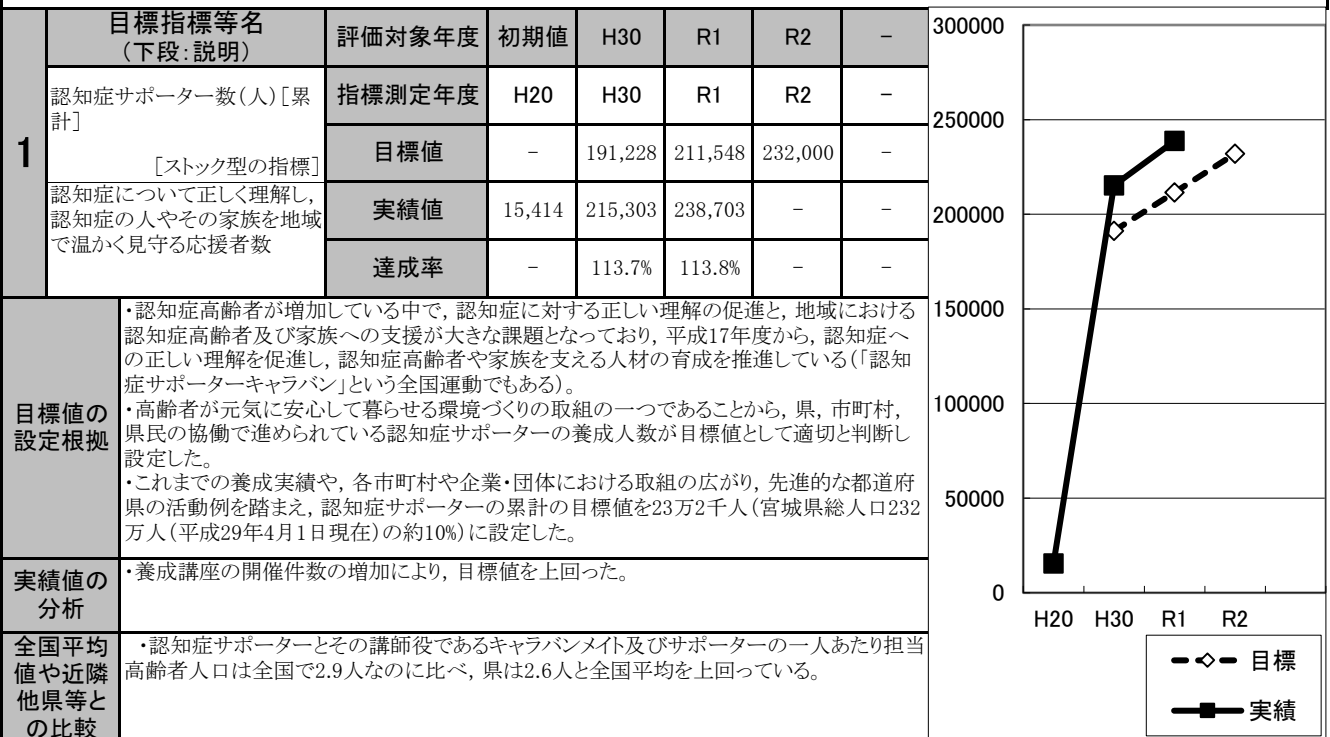 1
目標指標等名
(下段:説明)
評価対象年度 初期値 H30 R1 R2 －
認知症サポーター数(人)[累
計]
[ストック型の指標]
指標測定年度 H20 H30 R1 R2 －
目標値 － 191,228 211,548 232,000 －
認知症について正しく理解し,
認知症の人やその家族を地域
で温かく見守る応援者数
実績値 15,414 215,303 238,703 － －
達成率 － 113.7% 113.8% － －
目標値の
設定根拠
・認知症高齢者が増加している中で, 認知症に対する正しい理解の促進と, 地域における
認知症高齢者及び家族への支援が大きな課題となっており, 平成17年度から, 認知症へ
の正しい理解を促進し, 認知症高齢者や家族を支える人材の育成を推進している(「認知
症サポーターキャラバン」という全国運動でもある)。
・高齢者が元気に安心して暮らせる環境づくりの取組の一つであることから, 県, 市町村,
県民の協働で進められている認知症サポーターの養成人数が目標値として適切と判断し
設定した。
・これまでの養成実績や, 各市町村や企業・団体における取組の広がり, 先進的な都道府
県の活動例を踏まえ, 認知症サポーターの累計の目標値を23万2千人(宮城県総人口232
万人(平成29年4月1日現在)の約10%)に設定した。
実績値の
分析
・養成講座の開催件数の増加により, 目標値を上回った。
全国平均
値や近隣
他県等と
の比較
・認知症サポーターとその講師役であるキャラバンメイト及びサポーターの一人あたり担当
高齢者人口は全国で2.9人なのに比べ, 県は2.6人と全国平均を上回っている。
300000
250000
200000
150000
100000
50000
0
H20 H30 R1 R2
目標
実績